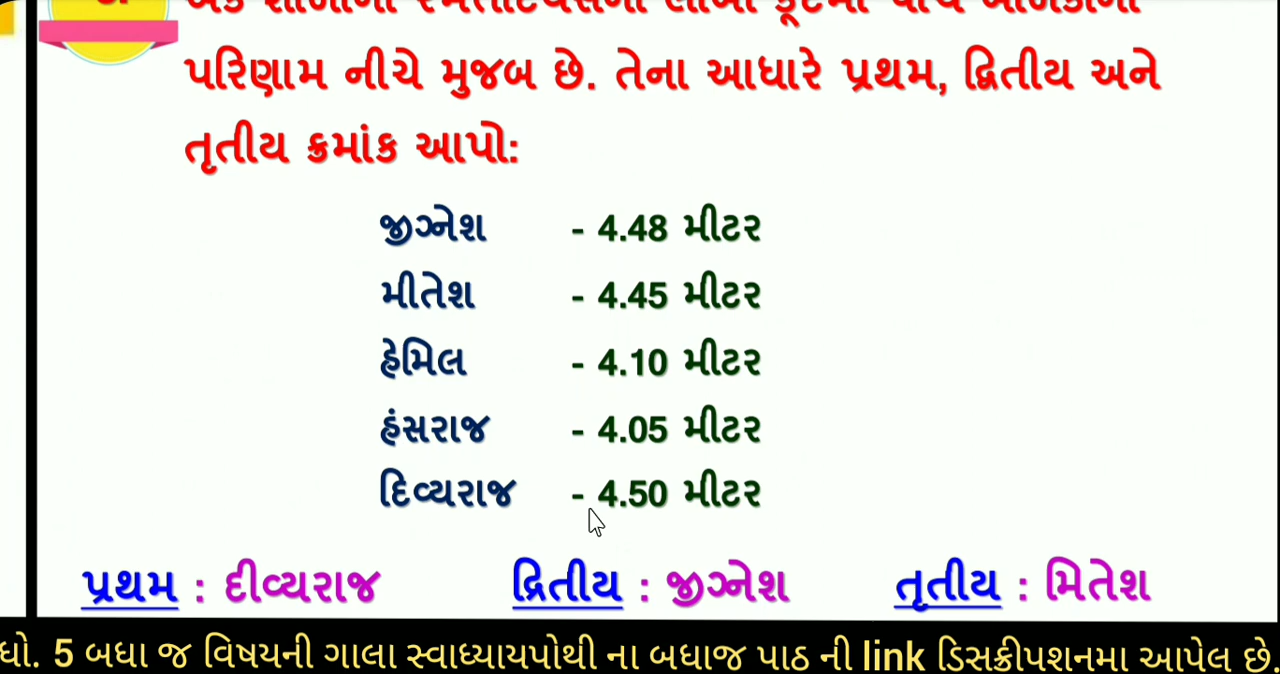 પરિણામ નીચે મુજબ છે. તેના આધારે પ્રથમ, દ્વિતીય અને
તૃતીય ક્રમાંક આપો:
જીગ્નેશ - 4.48 મીટર
મીતેશ - 4.45 મીટર
હેમિલ - 4.10 મીટર
હંસરાજ - 4.05 મીટર
દિવ્યરાજ - 4.50 મીટર
પ્રથમ : દીવ્યરાજ દ્રિતીય : જીગ્નેશ તૃતીય : મિતેશ
ધો. 5 બધા જ વિષયની ગાલા સ્વાધ્યાયપોથી ના બધાજ પાઠ ની link ડિસક્રીપશનમા આપેલ છે.